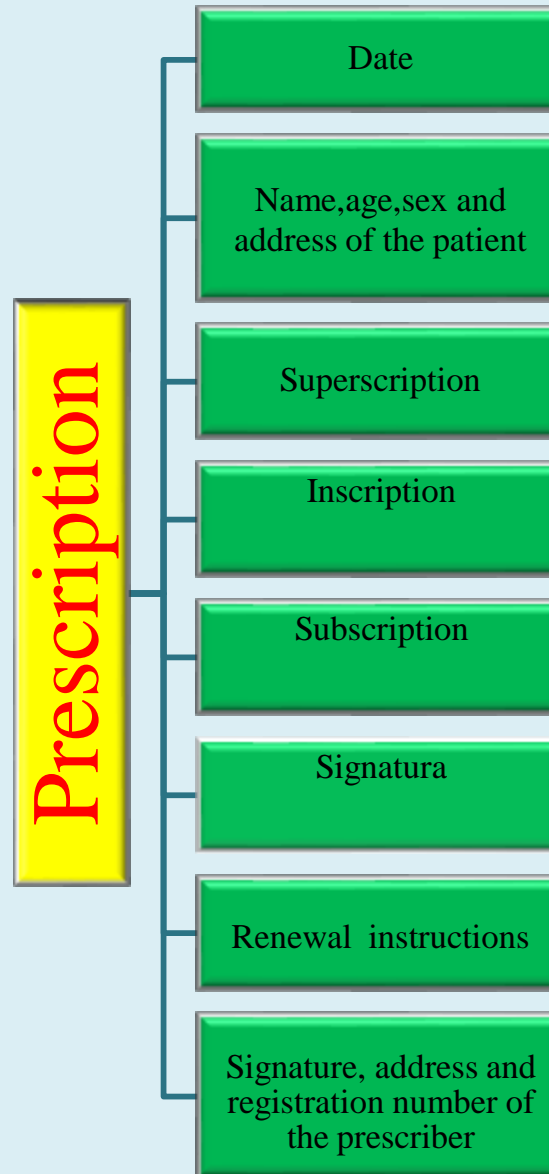 Prescription
Date
Name,age,sex and
address of the patient
Superscription
Inscription
Subscription
Signatura
Renewal instructions
Signature, address and
registration number of
the prescriber